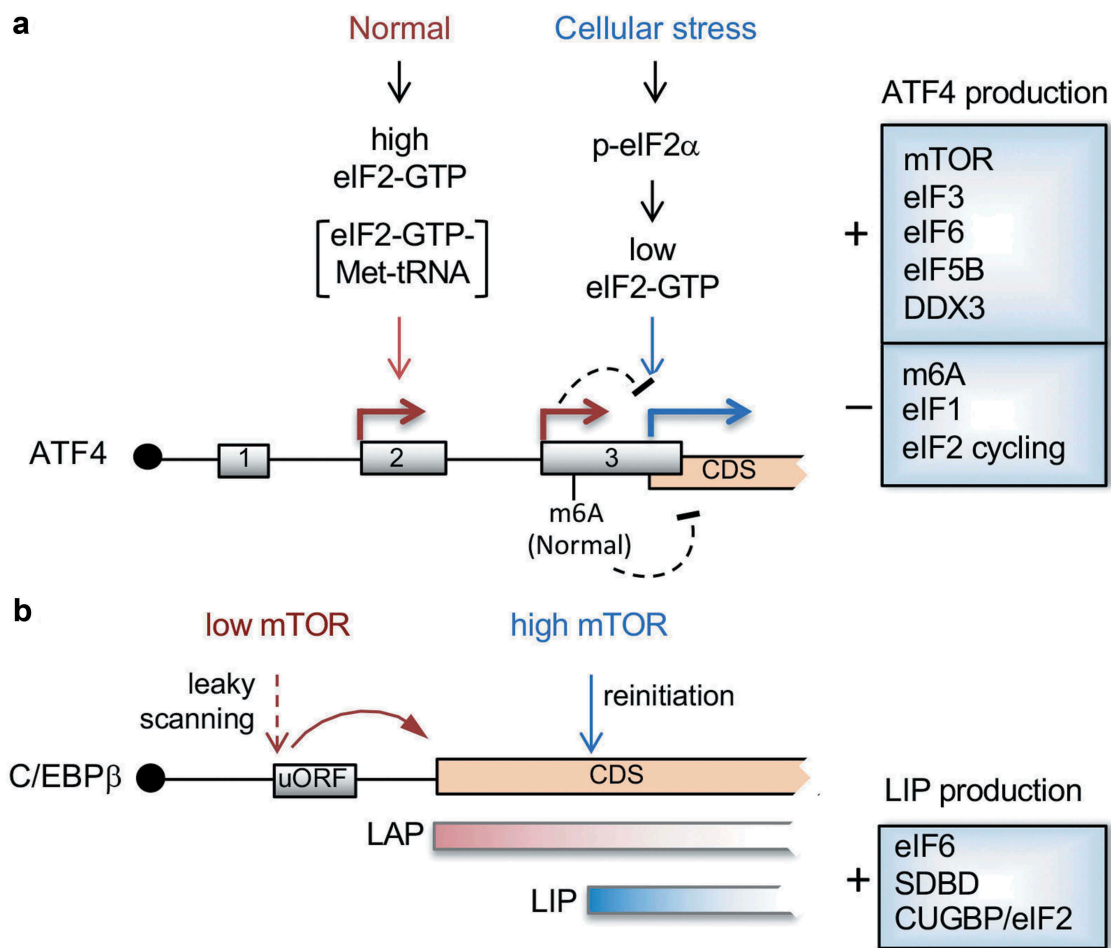 a
Normal
Cellular stress
high
eIF2-GTP
eIF2-GTP-
Met-tRNA
p-eIF2α
low
eIF2-GTP
ATF4 production
+
mTOR
eIF3
eIF6
eIF5B
DDX3
−
m6A
eIF1
eIF2 cycling
ATF4
1
2
3
CDS
m6A
(Normal)
b
low mTOR
high mTOR
leaky
scanning
reinitiation
C/EBPβ
uORF
CDS
LAP
LIP
LIP production
+
eIF6
SDBD
CUGBP/eIF2